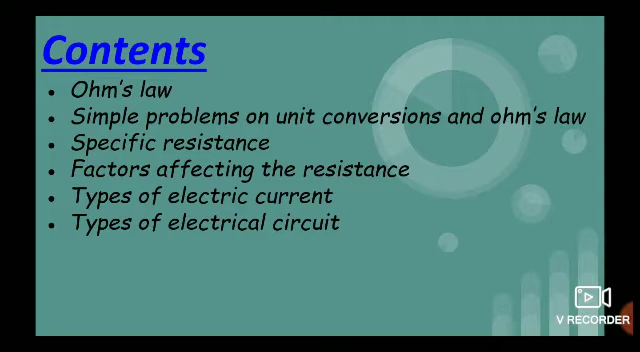 Contents
• Ohm's law
• Simple problems on unit conversions and ohm's law
• Specific resistance
• Factors affecting the resistance
• Types of electric current
• Types of electrical circuit
V RECORDER